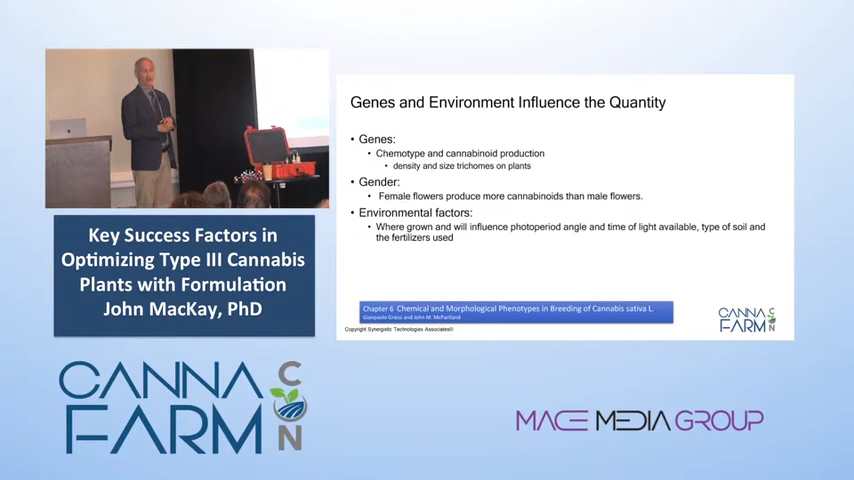 Genes and Environment Influence the Quantity
• Genes:
• Chemotype and cannabinoid production
• density and size trichomes on plants
• Gender:
• Female flowers produce more cannabinoids than male flowers.
• Environmental factors:
• Where grown and will influence photoperiod angle and time of light available, type of soil and
the fertilizers used
Chapter 6 Chemical and Morphological Phenotypes in Breeding of Cannabis sativa L.
Gianpaolo Grassi and John M. McPartland
Copyright Synergistic Technologies Associates©
CANNA
FARM
CON
Key Success Factors in
Optimizing Type III Cannabis
Plants with Formulation
John MacKay, PhD
CANNA
FARM
CON
MACE MEDIA GROUP